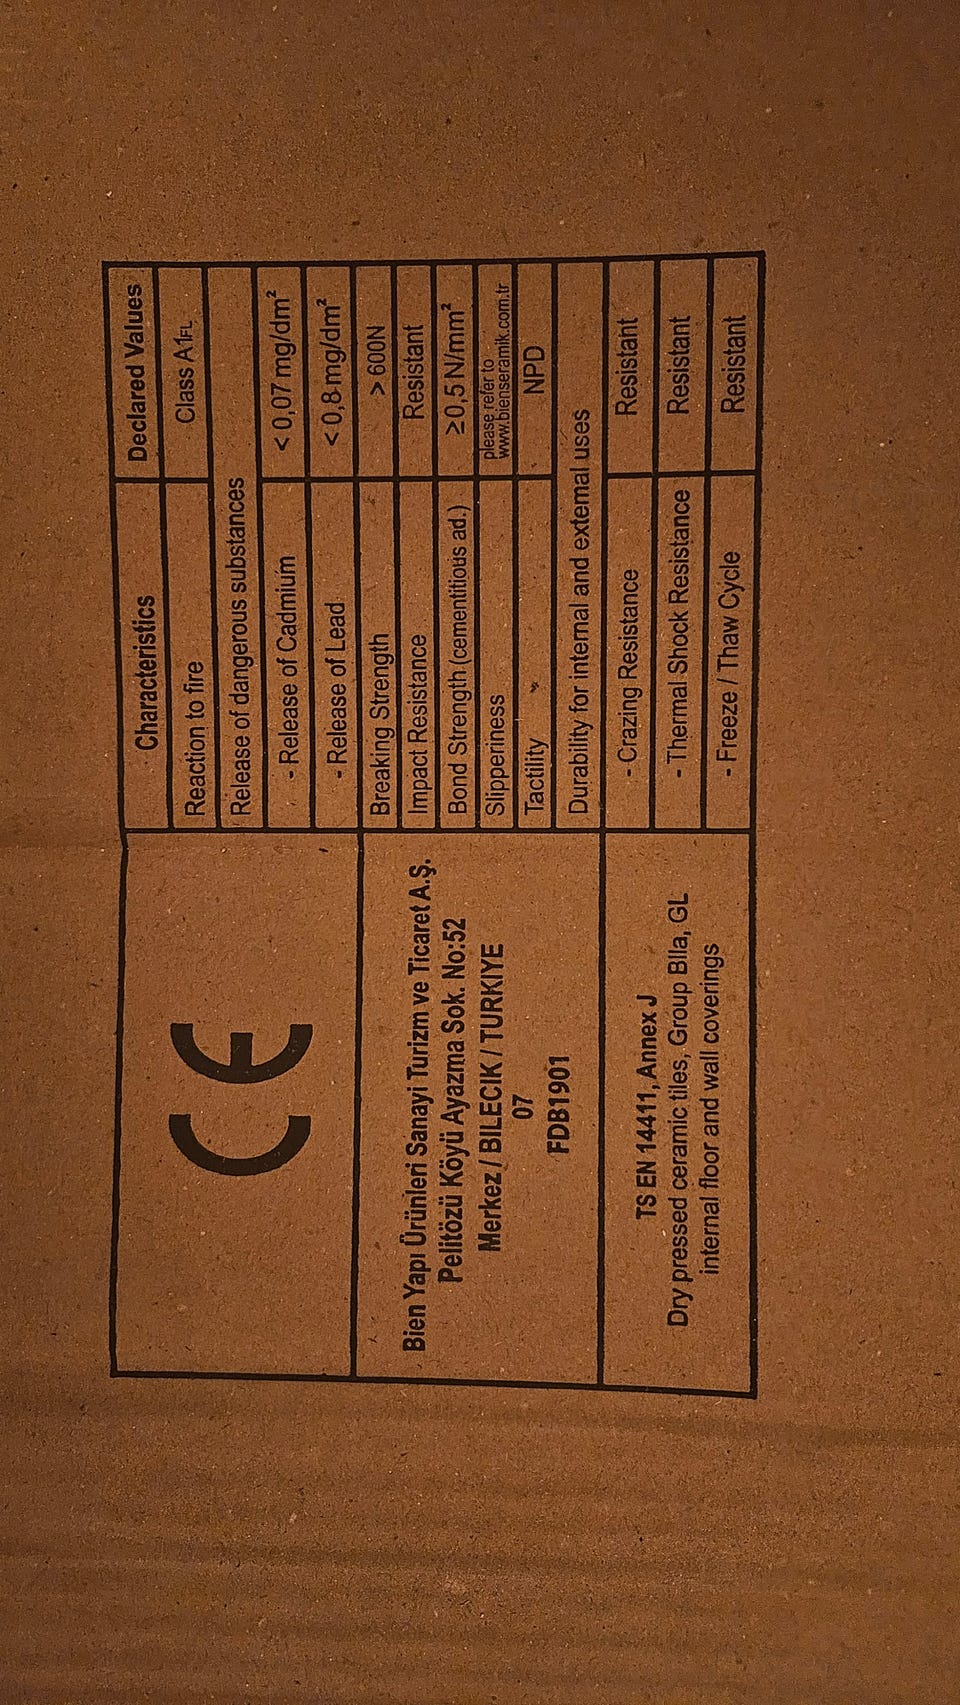 CE
Bien Yapı Ürünleri Sanayi Turizm ve Ticaret A.Ş.
Pelitözü Köyü Ayazma Sok. No:52
Merkez / BILECIK / TURKIYE
07
FDB1901
TS EN 14411, Annex J
Dry pressed ceramic tiles, Group BIIa, GL
internal floor and wall coverings
Characteristics Declared Values
Reaction to fire Class A1FL
Release of dangerous substances
- Release of Cadmium < 0,07 mg/dm²
- Release of Lead < 0,8 mg/dm²
Breaking Strength > 600N
Impact Resistance Resistant
Bond Strength (cementitious ad.) ≥0,5 N/mm²
Slipperiness please refer to
www.bienseramik.com.tr
Tactility NPD
Durability for internal and external uses
- Crazing Resistance Resistant
- Thermal Shock Resistance Resistant
- Freeze / Thaw Cycle Resistant